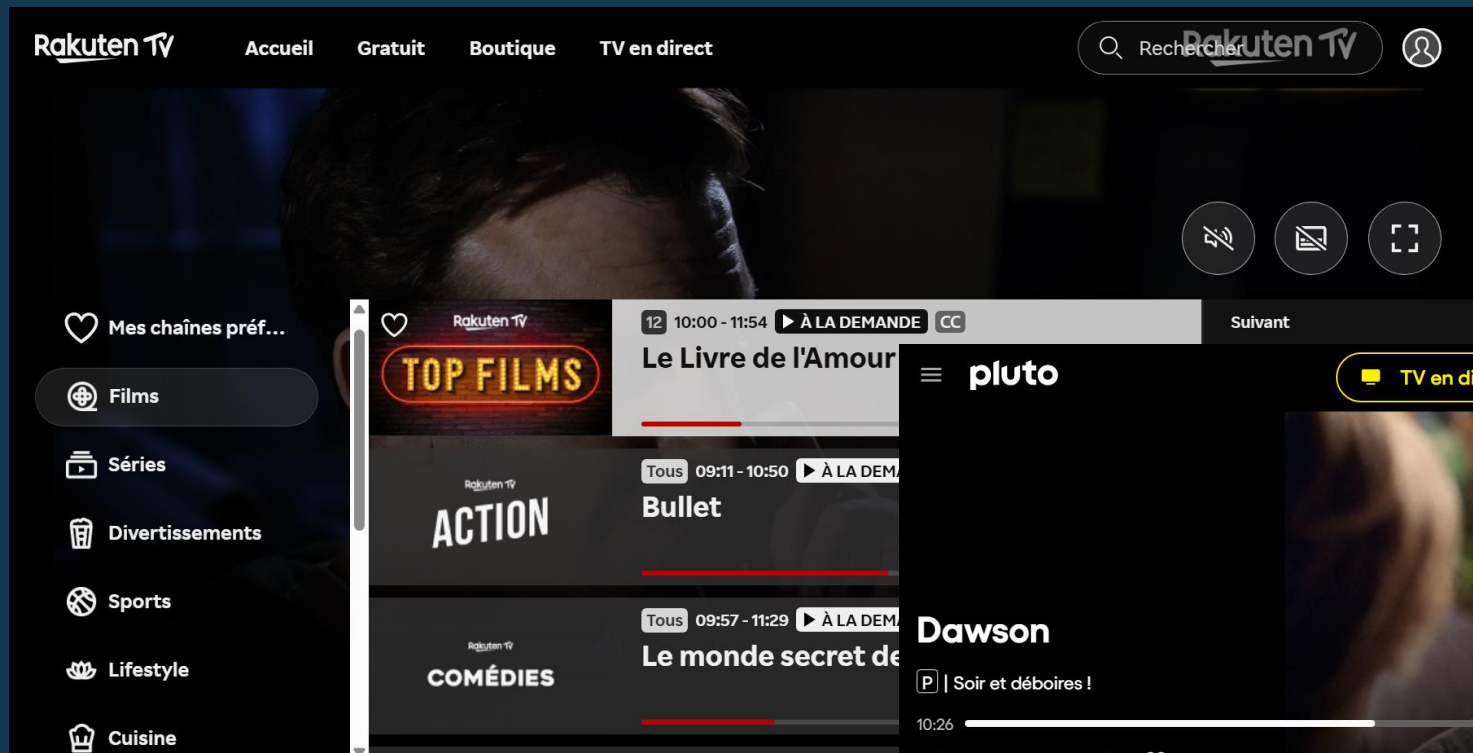 Rakuten TV Accueil Gratuit Boutique TV en direct Rechercher Rakuten TV
Mes chaînes préf...
Films
Séries
Divertissements
Sports
Lifestyle
Cuisine
Rakuten TV
TOP FILMS
12 10:00 - 11:54 À LA DEMANDE CC
Le Livre de l'Amour
Suivant
Rakuten TV
ACTION
Tous 09:11 - 10:50 À LA DEM
Bullet
Rakuten TV
COMÉDIES
Tous 09:57 - 11:29 À LA DEM
Le monde secret de
pluto
TV en di
Dawson
P | Soir et déboires !
10:26